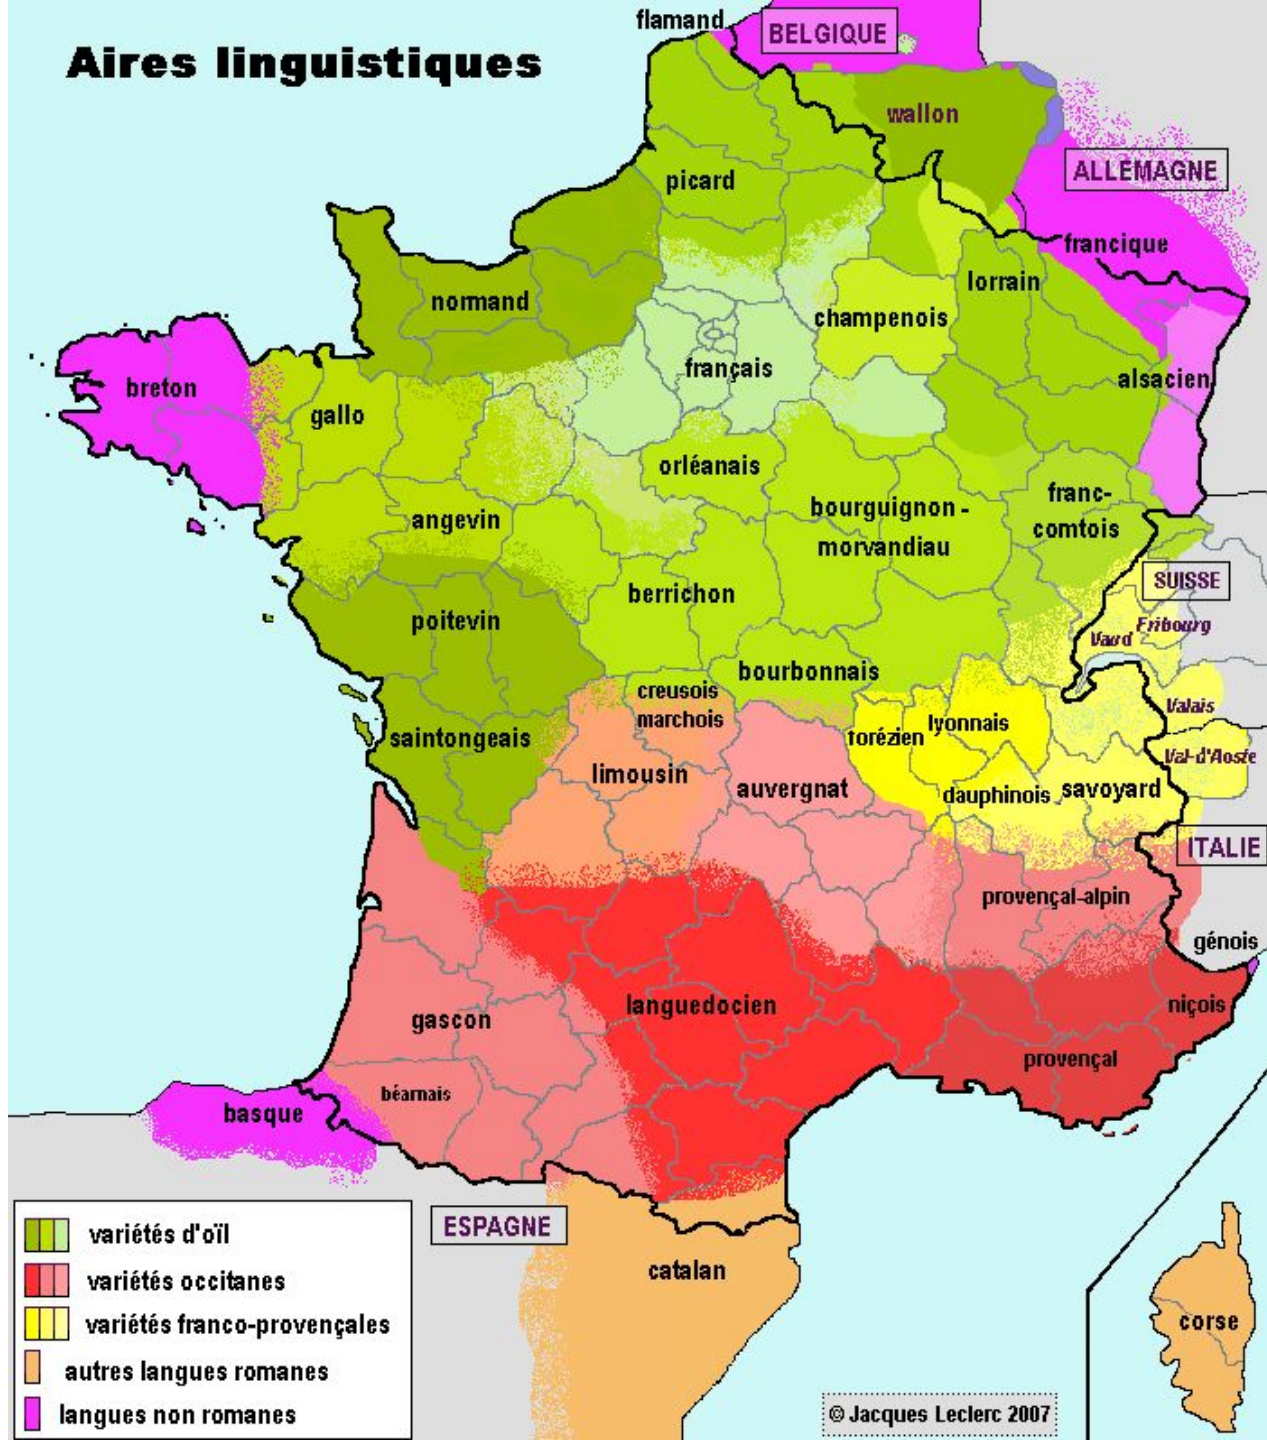 flamand
BELGIQUE
Aires linguistiques
wallon
ALLEMAGNE
picard
francique
lorrain
normand
champenois
français
alsacien
breton
gallo
orléanais
franc-
comtois
bourguignon -
morvandiau
angevin
SUISSE
berrichon
poitevin
Vaud
Fribourg
bourbonnais
creusois
marchois
Valais
lyonnais
forézien
saintongeais
Val-d'Aoste
limousin
auvergnat
dauphinois
savoyard
ITALIE
provençal-alpin
génois
languedocien
niçois
gascon
provençal
béarnais
basque
ESPAGNE
variétés d'oïl
variétés occitanes
variétés franco-provençales
autres langues romanes
langues non romanes
catalan
corse
© Jacques Leclerc 2007